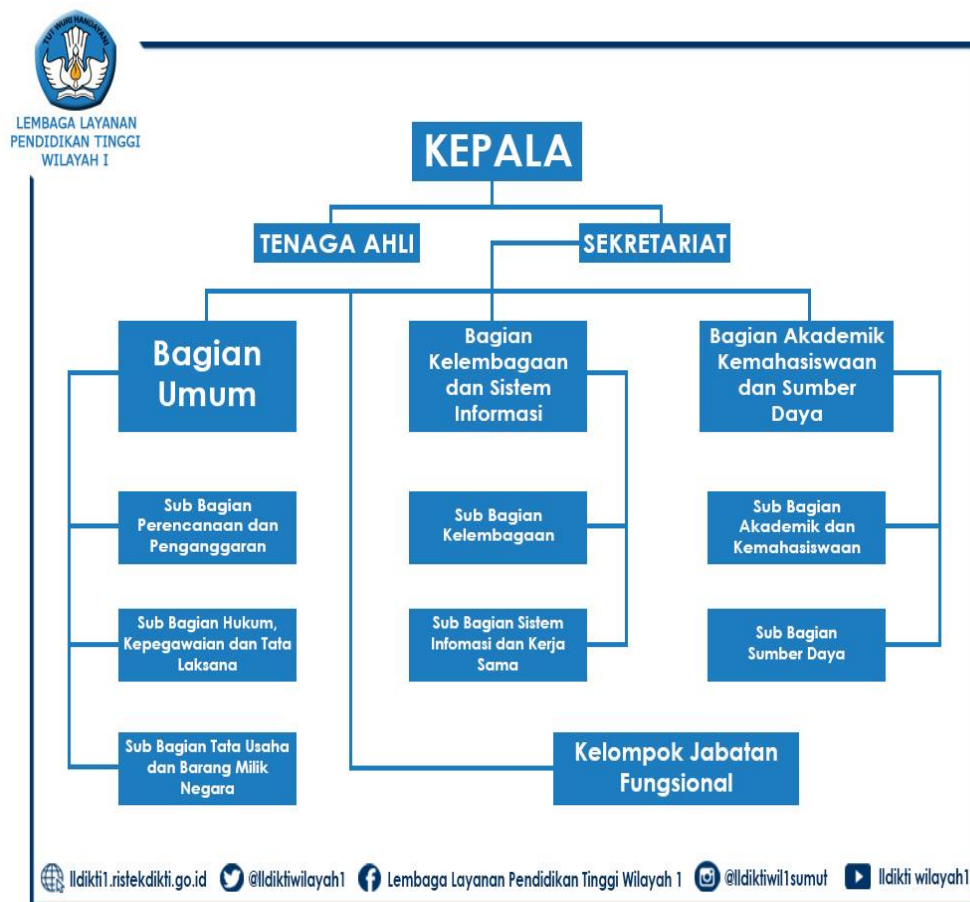 TUT WURI HANDAYANI
LEMBAGA LAYANAN
PENDIDIKAN TINGGI
WILAYAH I
KEPALA
TENAGA AHLI
SEKRETARIAT
Bagian
Umum
Bagian
Kelembagaan
dan Sistem
Informasi
Bagian Akademik
Kemahasiswaan
dan Sumber
Daya
Sub Bagian
Perencanaan dan
Penganggaran
Sub Bagian
Kelembagaan
Sub Bagian
Akademik dan
Kemahasiswaan
Sub Bagian Hukum,
Kepegawaian dan Tata
Laksana
Sub Bagian Sistem
Infomasi dan Kerja
Sama
Sub Bagian
Sumber Daya
Sub Bagian Tata Usaha
dan Barang Milik
Negara
Kelompok Jabatan
Fungsional
lldikti1.ristekdikti.go.id @lldiktiwilayah1 Lembaga Layanan Pendidikan Tinggi Wilayah 1 @lldiktiwil1sumut lldikti wilayah1